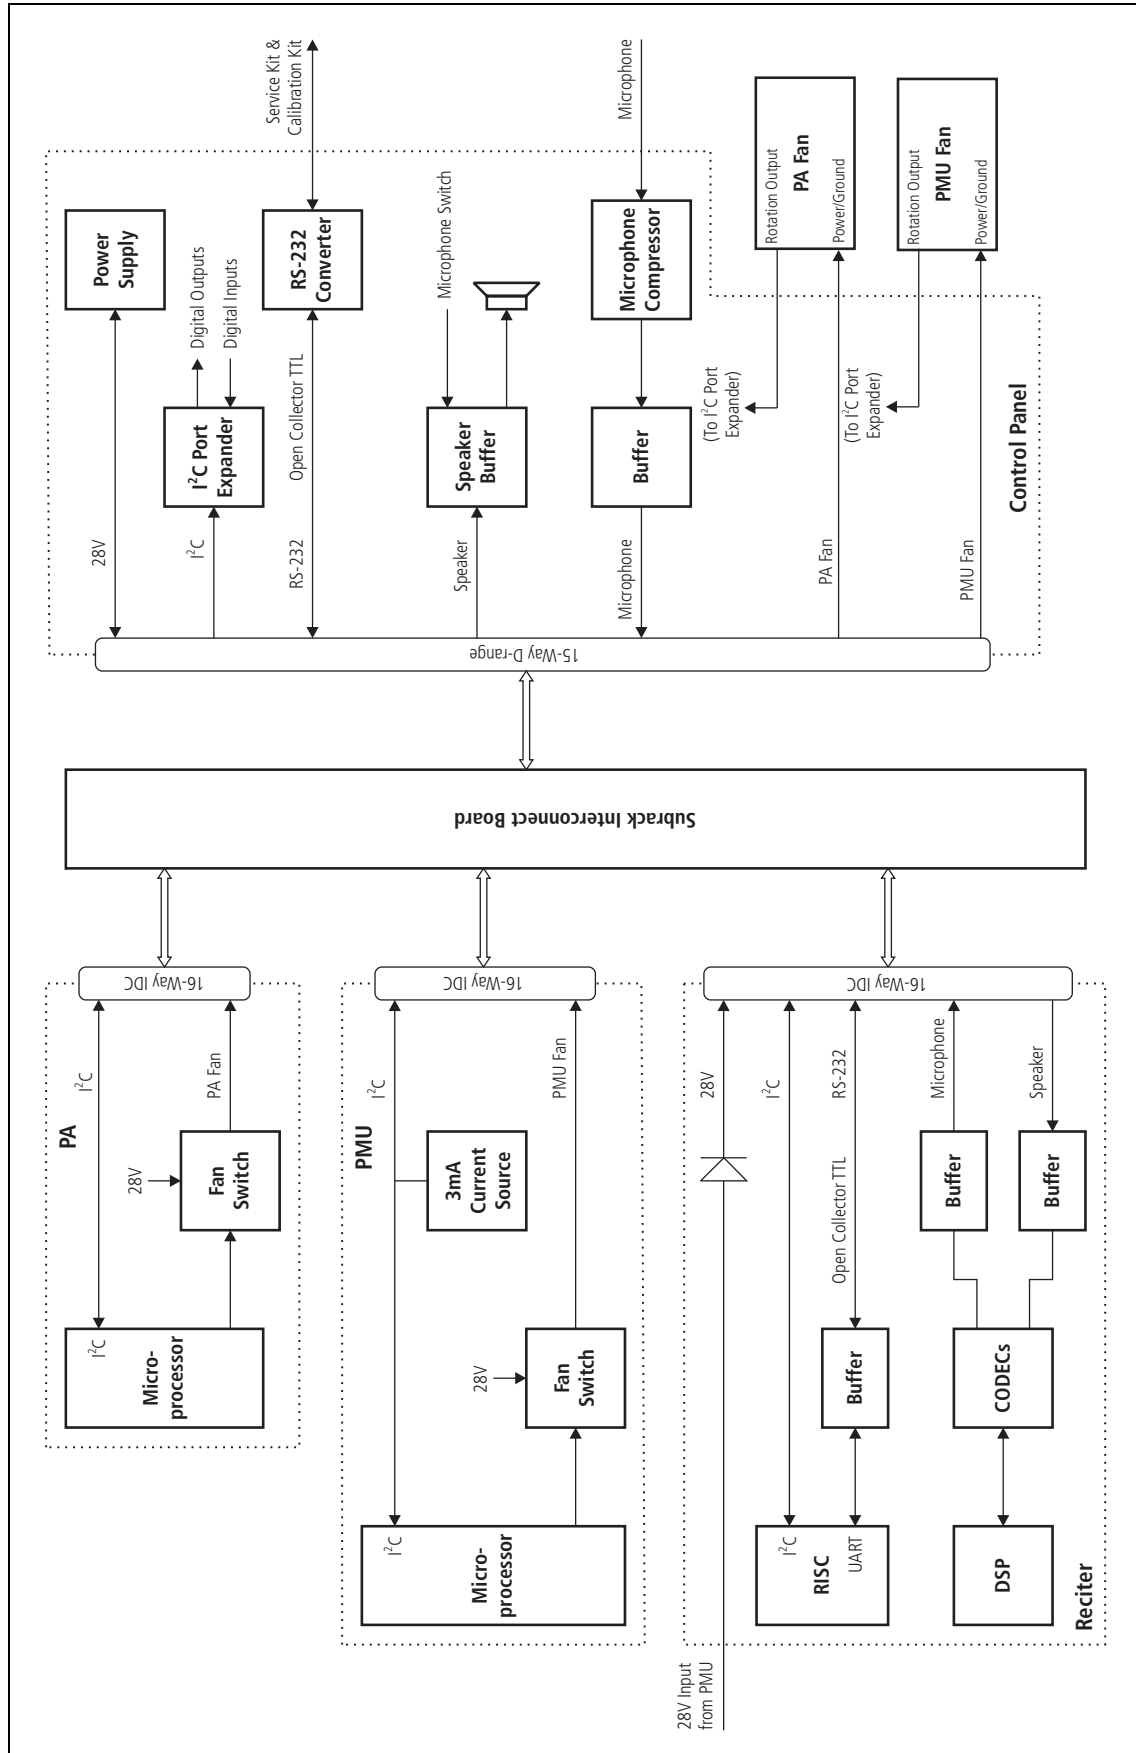 PA
I²C
Micro-
processor
I²C
28V
Fan
Switch
PA Fan
16-Way IDC
PMU
I²C
Micro-
processor
I²C
3mA
Current
Source
28V
Fan
Switch
PMU Fan
16-Way IDC
28V Input
from PMU
28V
I²C
RISC
UART
I²C
Buffer
Open Collector TTL
RS-232
DSP
CODECs
Buffer
Microphone
Buffer
Speaker
16-Way IDC
Reciter
Subrack Interconnect Board
15-Way D-range
28V
Power
Supply
I²C
I²C Port
Expander
Digital Outputs
Digital Inputs
RS-232
Open Collector TTL
RS-232
Converter
Service Kit &
Calibration Kit
Speaker
Speaker
Buffer
Microphone Switch
Microphone
Buffer
Microphone
Compressor
Microphone
(To I²C Port
Expander)
PA Fan
Rotation Output
PA Fan
Power/Ground
(To I²C Port
Expander)
PMU Fan
Rotation Output
PMU Fan
Power/Ground
Control Panel